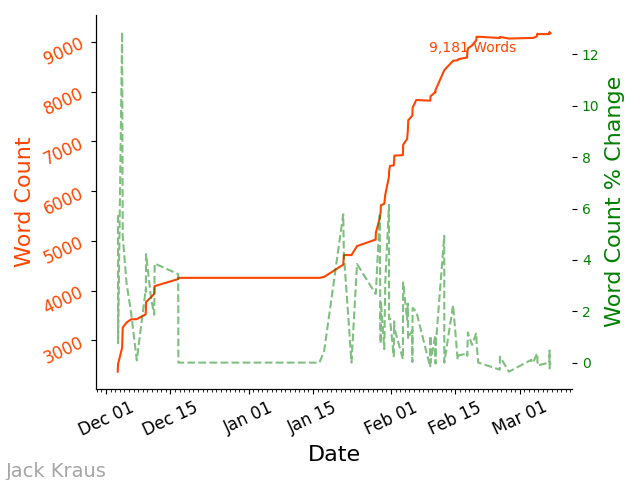 9,181 Words
Word Count
9000
8000
7000
6000
5000
4000
3000
Word Count % Change
12
10
8
6
4
2
0
Dec 01
Dec 15
Jan 01
Jan 15
Feb 01
Feb 15
Mar 01
Date
Jack Kraus